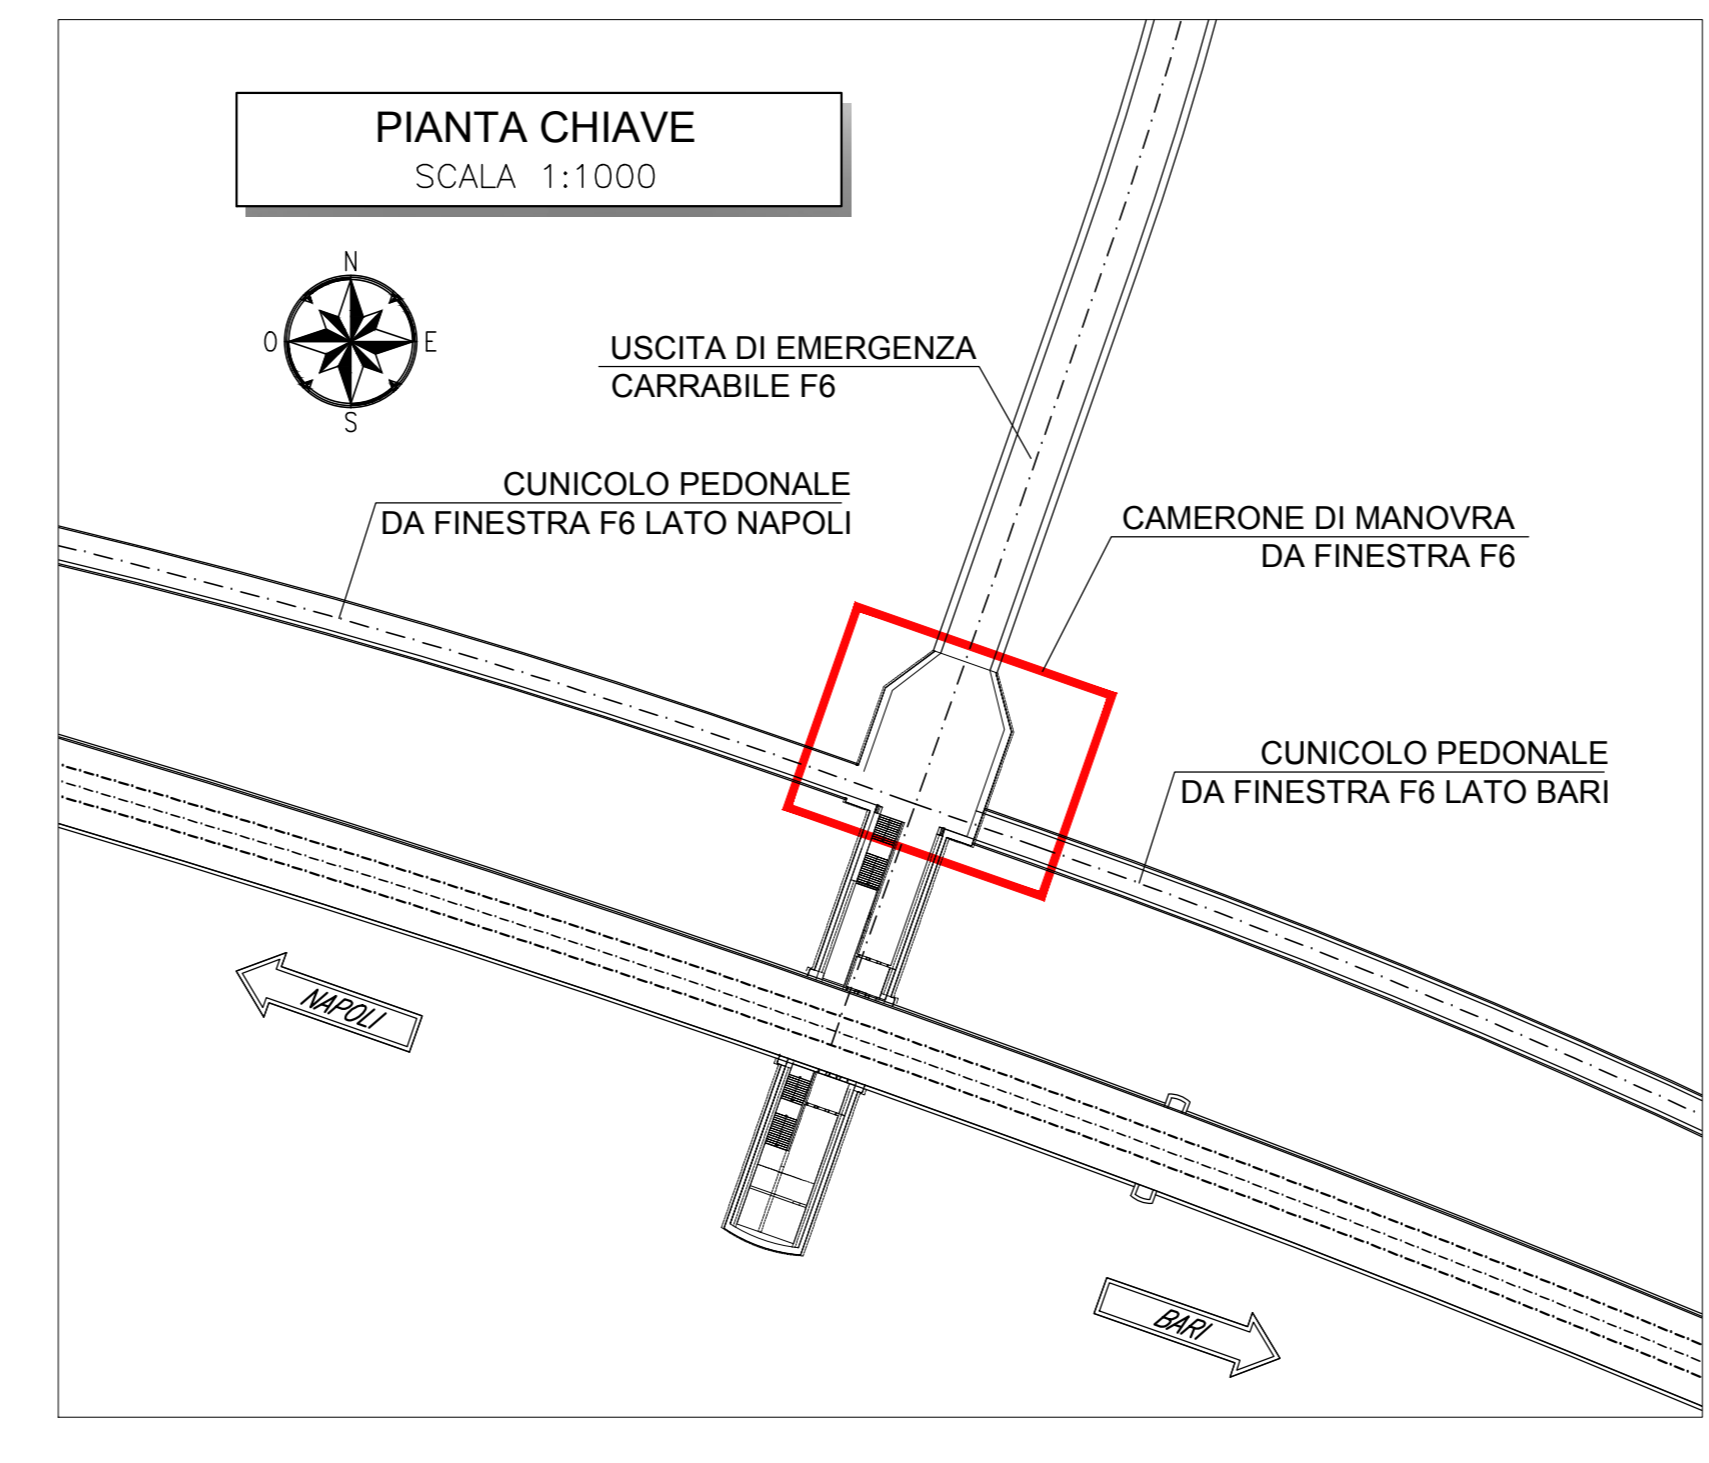 PIANTA CHIAVE
SCALA 1:1000
N
O
E
S
USCITA DI EMERGENZA
CARRABILE F6
CUNICOLO PEDONALE
DA FINESTRA F6 LATO NAPOLI
CAMERONE DI MANOVRA
DA FINESTRA F6
CUNICOLO PEDONALE
DA FINESTRA F6 LATO BARI
NAPOLI
BARI